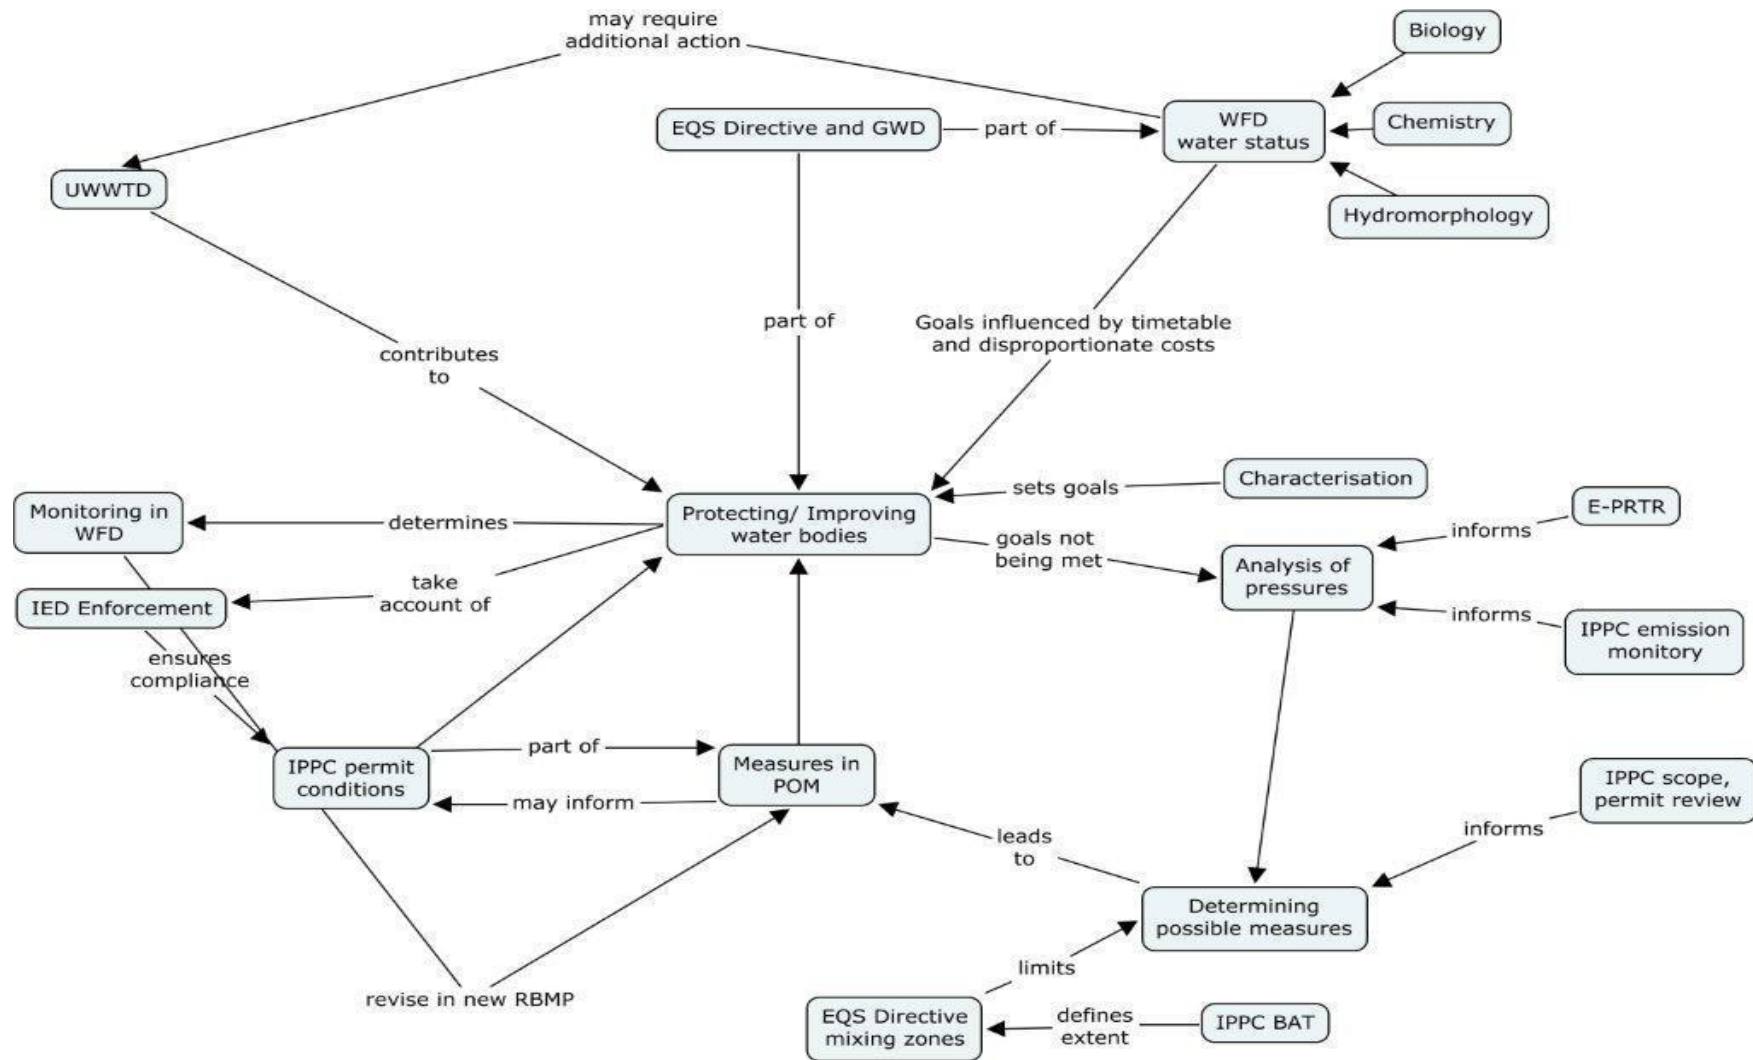 may require
additional action
Biology
EQS Directive and GWD
part of
WFD
water status
Chemistry
UWWTD
Hydromorphology
part of
Goals influenced by timetable
and disproportionate costs
contributes
to
Characterisation
sets goals
Monitoring in
WFD
determines
Protecting/ Improving
water bodies
goals not
being met
E-PRTR
informs
Analysis of
pressures
take
account of
IED Enforcement
informs
IPPC emission
monitory
ensures
compliance
IPPC permit
conditions
part of
may inform
Measures in
POM
IPPC scope,
permit review
informs
leads
to
Determining
possible measures
limits
revise in new RBMP
EQS Directive
mixing zones
defines
extent
IPPC BAT